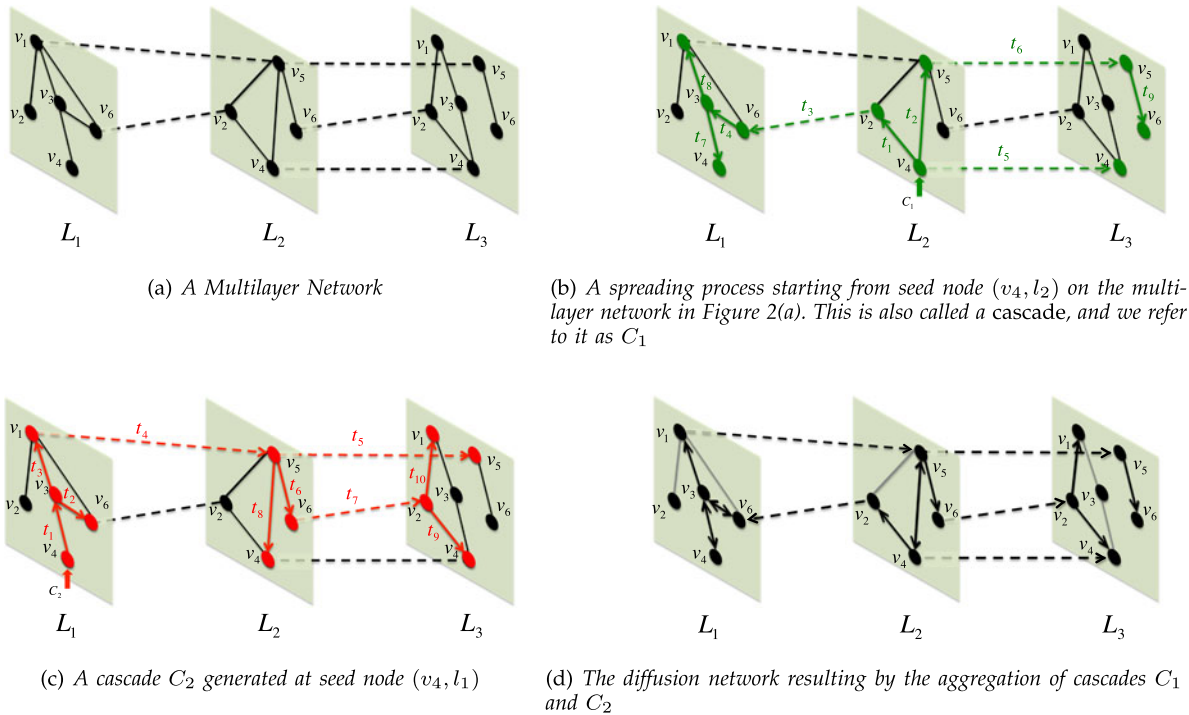 v1 v5 v2 v3 v6 v4
v5 v2 v6 v4
v1 v5 v3 v2 v6 v4
L1 L2 L3
(a) A Multilayer Network
v1 t8 v3 v6 v2 t4 t7 v4
t3
v5 t2 v2 v6 t1 v4
C1
t6
t5
v1 v5 t9 v3 v6 v2 v4
L1 L2 L3
(b) A spreading process starting from seed node (v4, l2) on the multi-
layer network in Figure 2(a). This is also called a cascade, and we refer
to it as C1
v1 t3 v3 t2 v6 v2 t1 v4
C2
t4
v5 t6 v2 t8 v6 v4
t5
t7
v1 v5 t10 v3 v2 v6 t9 v4
L1 L2 L3
(c) A cascade C2 generated at seed node (v4, l1)
v1 v3 v2 v6 v4
v5 v2 v6 v4
v1 v5 v3 v2 v6 v4
L1 L2 L3
(d) The diffusion network resulting by the aggregation of cascades C1
and C2